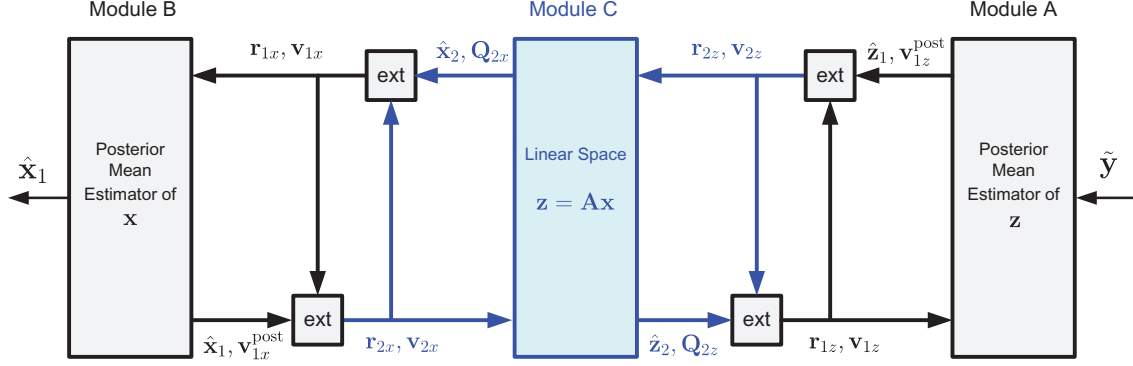 Module B
Module C
Module A
r₁ₓ, v₁ₓ
x̂₂, Q₂ₓ
r₂z, v₂z
ẑ₁, v₁z^post
ext
ext
Posterior
Mean
Estimator of
x
Linear Space
z = Ax
Posterior
Mean
Estimator of
z
x̂₁
ỹ
ext
ext
x̂₁, v₁ₓ^post
r₂ₓ, v₂ₓ
ẑ₂, Q₂z
r₁z, v₁z